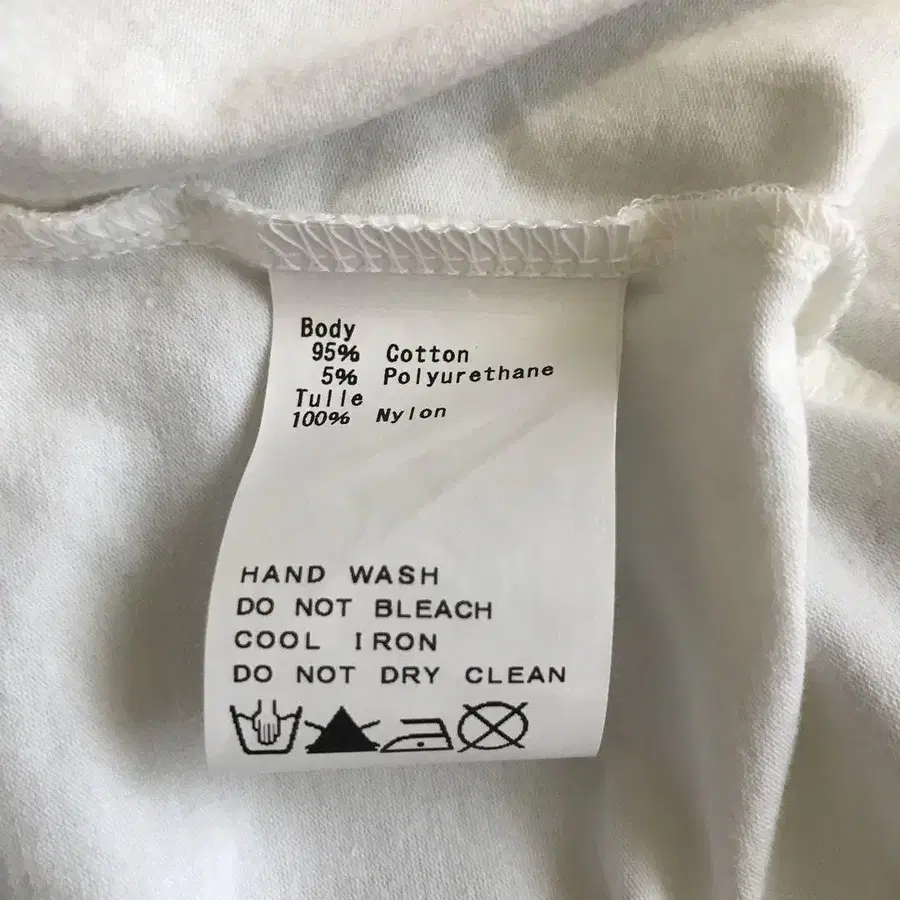 Body
95% Cotton
5% Polyurethane
Tulle
100% Nylon
HAND WASH
DO NOT BLEACH
COOL IRON
DO NOT DRY CLEAN